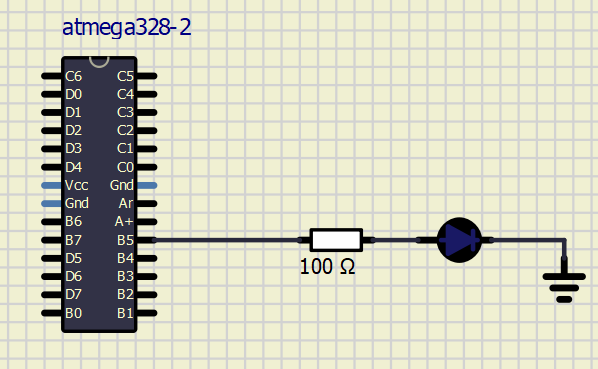 atmega328-2
C6 C5
D0 C4
D1 C3
D2 C2
D3 C1
D4 C0
Vcc Gnd
Gnd Ar
B6 A+
B7 B5
D5 B4
D6 B3
D7 B2
B0 B1
100 Ω